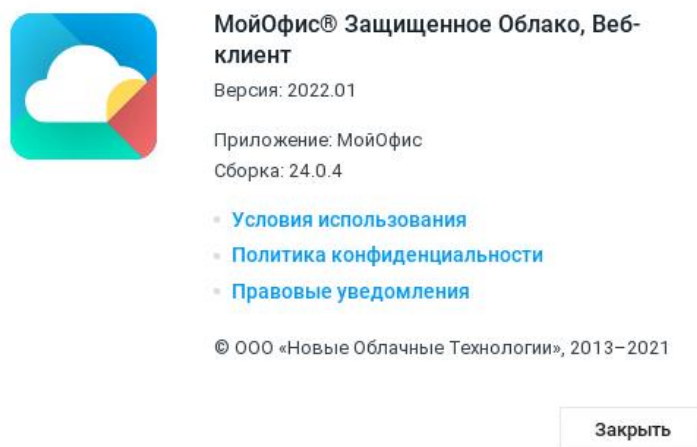 МойОфис® Защищенное Облако, Веб-
клиент
Версия: 2022.01
Приложение: МойОфис
Сборка: 24.0.4
Условия использования
Политика конфиденциальности
Правовые уведомления
© ООО «Новые Облачные Технологии», 2013–2021
Закрыть